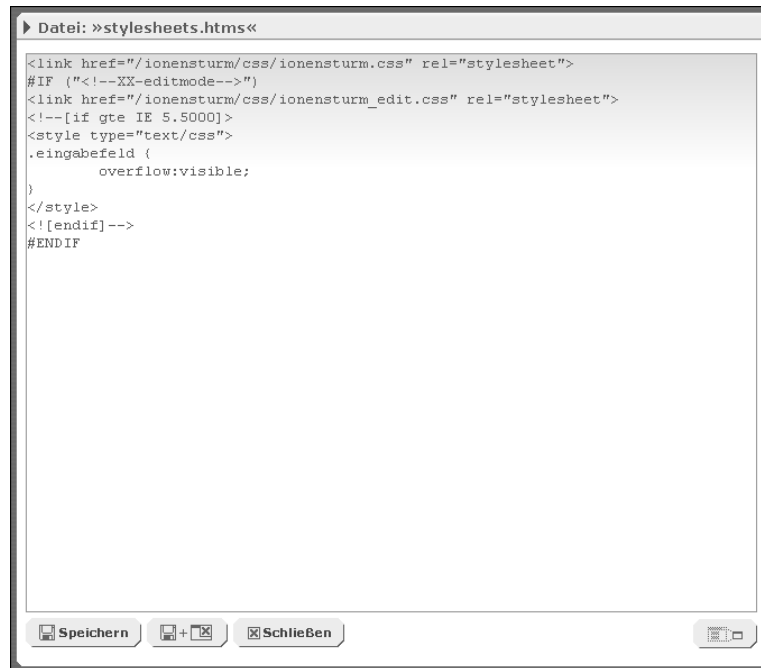 Datei: »stylesheets.htms«
<link href="/ionensturm/css/ionensturm.css" rel="stylesheet">
#IF ("<!--XX-editmode-->")
<link href="/ionensturm/css/ionensturm_edit.css" rel="stylesheet">
<!--[if gte IE 5.5000]>
<style type="text/css">
.eingabefeld {
        overflow:visible;
}
</style>
<![endif]-->
#ENDIF
Speichern + Schließen